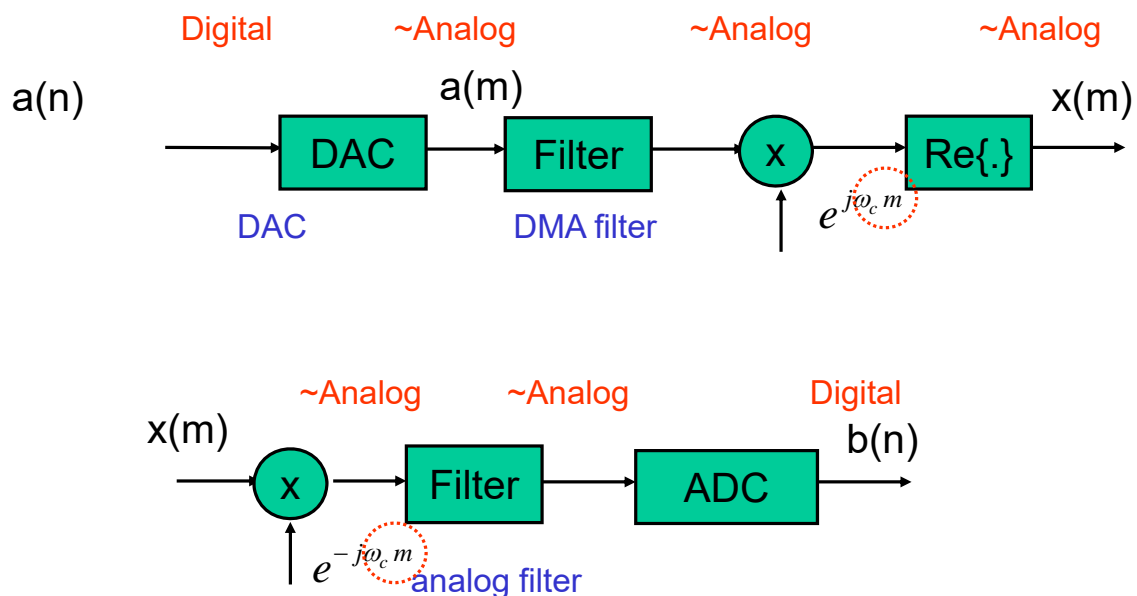 Digital ~Analog ~Analog ~Analog
a(n) a(m) x(m)
DAC Filter x Re{.}
DAC DMA filter e^{jω_c m}
~Analog ~Analog Digital
x(m) b(n)
x Filter ADC
e^{-jω_c m} analog filter